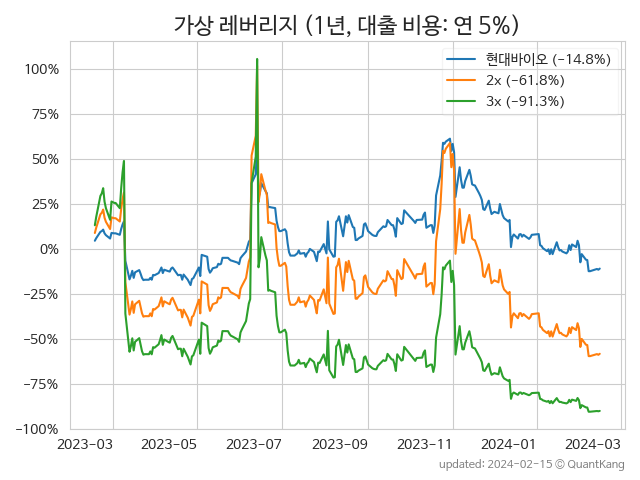 가상 레버리지 (1년, 대출 비용: 연 5%)
현대바이오 (−14.8%)
2x (−61.8%)
3x (−91.3%)
100%
75%
50%
25%
0%
−25%
−50%
−75%
−100%
2023-03 2023-05 2023-07 2023-09 2023-11 2024-01 2024-03
updated: 2024-02-15 © QuantKang